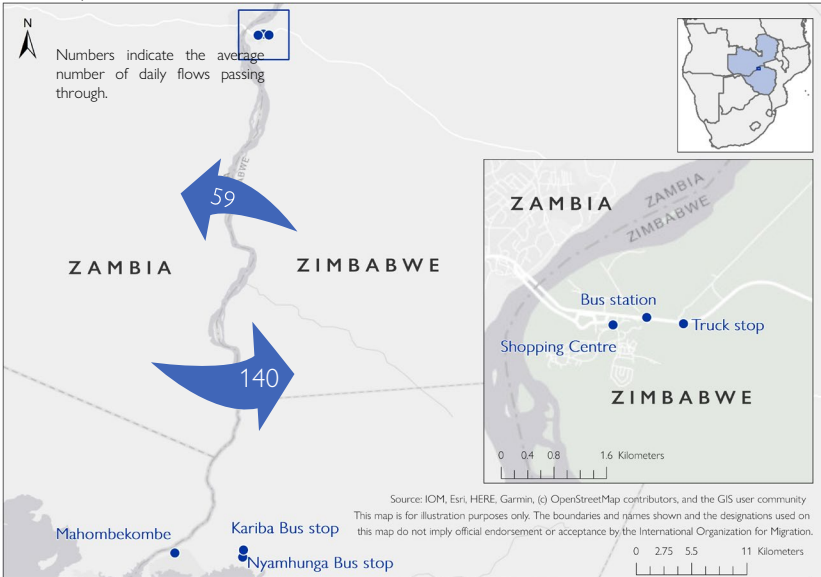 N
Numbers indicate the average
number of daily flows passing
through.
59
ZAMBIA
ZIMBABWE
140
Mahombekombe
Kariba Bus stop
Nyamhunga Bus stop
ZAMBIA
ZAMBIA
ZIMBABWE
Bus station
Truck stop
Shopping Centre
ZIMBABWE
0 0.4 0.8 1.6 Kilometers
Source: IOM, Esri, HERE, Garmin, (c) OpenStreetMap contributors, and the GIS user community
This map is for illustration purposes only. The boundaries and names shown and the designations used on
this map do not imply official endorsement or acceptance by the International Organization for Migration.
0 2.75 5.5 11 Kilometers